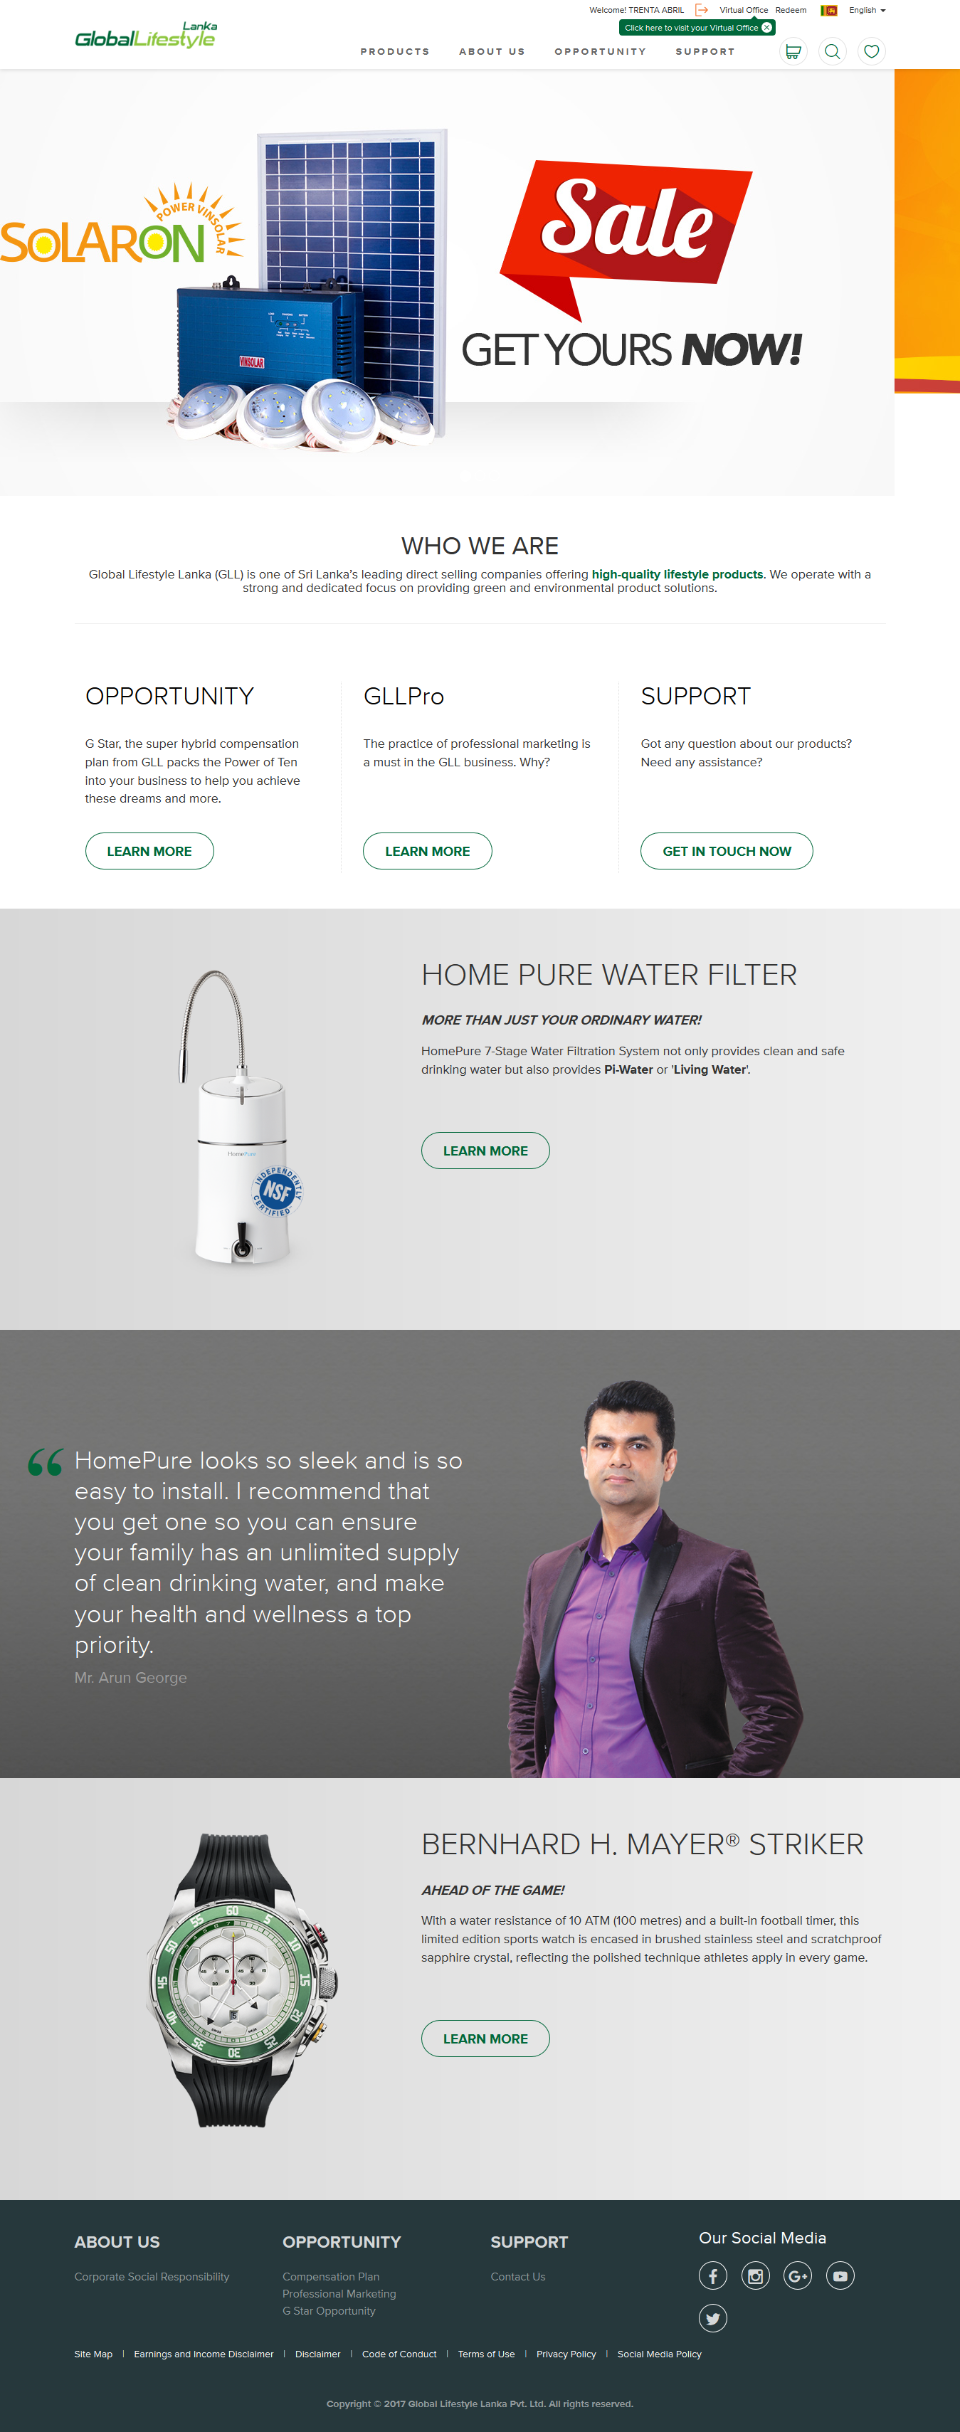 Welcome! TRENTA ABRIL Virtual Office Redeem English
Click here to visit your Virtual Office
Lanka
GlobalLifestyle
PRODUCTS ABOUT US OPPORTUNITY SUPPORT
POWER VINSOLAR
SOLARON
VINSOLAR
Sale
GET YOURS NOW!
WHO WE ARE
Global Lifestyle Lanka (GLL) is one of Sri Lanka's leading direct selling companies offering high-quality lifestyle products. We operate with a
strong and dedicated focus on providing green and environmental product solutions.
OPPORTUNITY
G Star, the super hybrid compensation
plan from GLL packs the Power of Ten
into your business to help you achieve
these dreams and more.
LEARN MORE
GLLPro
The practice of professional marketing is
a must in the GLL business. Why?
LEARN MORE
SUPPORT
Got any question about our products?
Need any assistance?
GET IN TOUCH NOW
HOME PURE WATER FILTER
MORE THAN JUST YOUR ORDINARY WATER!
HomePure 7-Stage Water Filtration System not only provides clean and safe
drinking water but also provides Pi-Water or 'Living Water'.
LEARN MORE
HomePure
INDEPENDENTLY
NSF
CERTIFIED
“ HomePure looks so sleek and is so
easy to install. I recommend that
you get one so you can ensure
your family has an unlimited supply
of clean drinking water, and make
your health and wellness a top
priority.
Mr. Arun George
BERNHARD H. MAYER® STRIKER
AHEAD OF THE GAME!
With a water resistance of 10 ATM (100 metres) and a built-in football timer, this
limited edition sports watch is encased in brushed stainless steel and scratchproof
sapphire crystal, reflecting the polished technique athletes apply in every game.
LEARN MORE
60 5 10 15 20 25 30 35 40 45 50 55
ABOUT US
Corporate Social Responsibility
OPPORTUNITY
Compensation Plan
Professional Marketing
G Star Opportunity
SUPPORT
Contact Us
Our Social Media
Site Map | Earnings and Income Disclaimer | Disclaimer | Code of Conduct | Terms of Use | Privacy Policy | Social Media Policy
Copyright © 2017 Global Lifestyle Lanka Pvt. Ltd. All rights reserved.